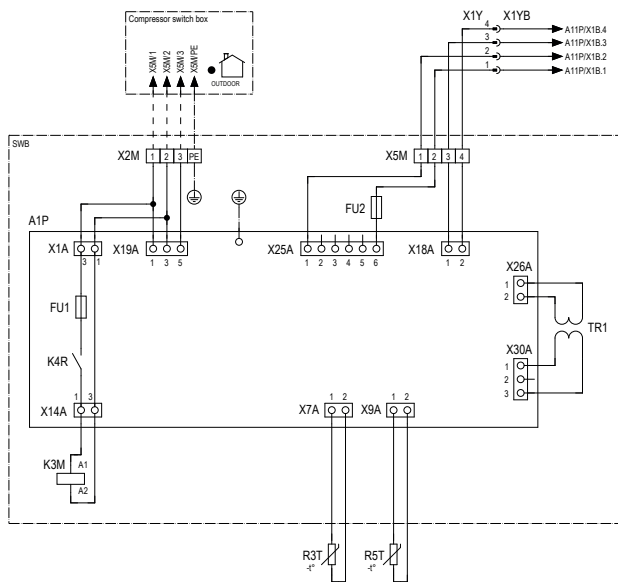 Compressor switch box
X5M/1 X5M/2 X5M/3 X5M/PE
OUTDOOR
X1Y X1YB
4 A11P/X1B.4
3 A11P/X1B.3
2 A11P/X1B.2
1 A11P/X1B.1
SWB
X2M 1 2 3 PE
X5M 1 2 3 4
FU2
A1P
X1A 3 1
X19A 1 3 5
X25A 1 2 3 4 5 6
X18A 1 2
X26A
1
2
FU1
TR1
K4R
X30A
1
2
3
X14A 1 3
X7A 1 2
X9A 1 2
K3M A1
A2
R3T
-t°
R5T
-t°